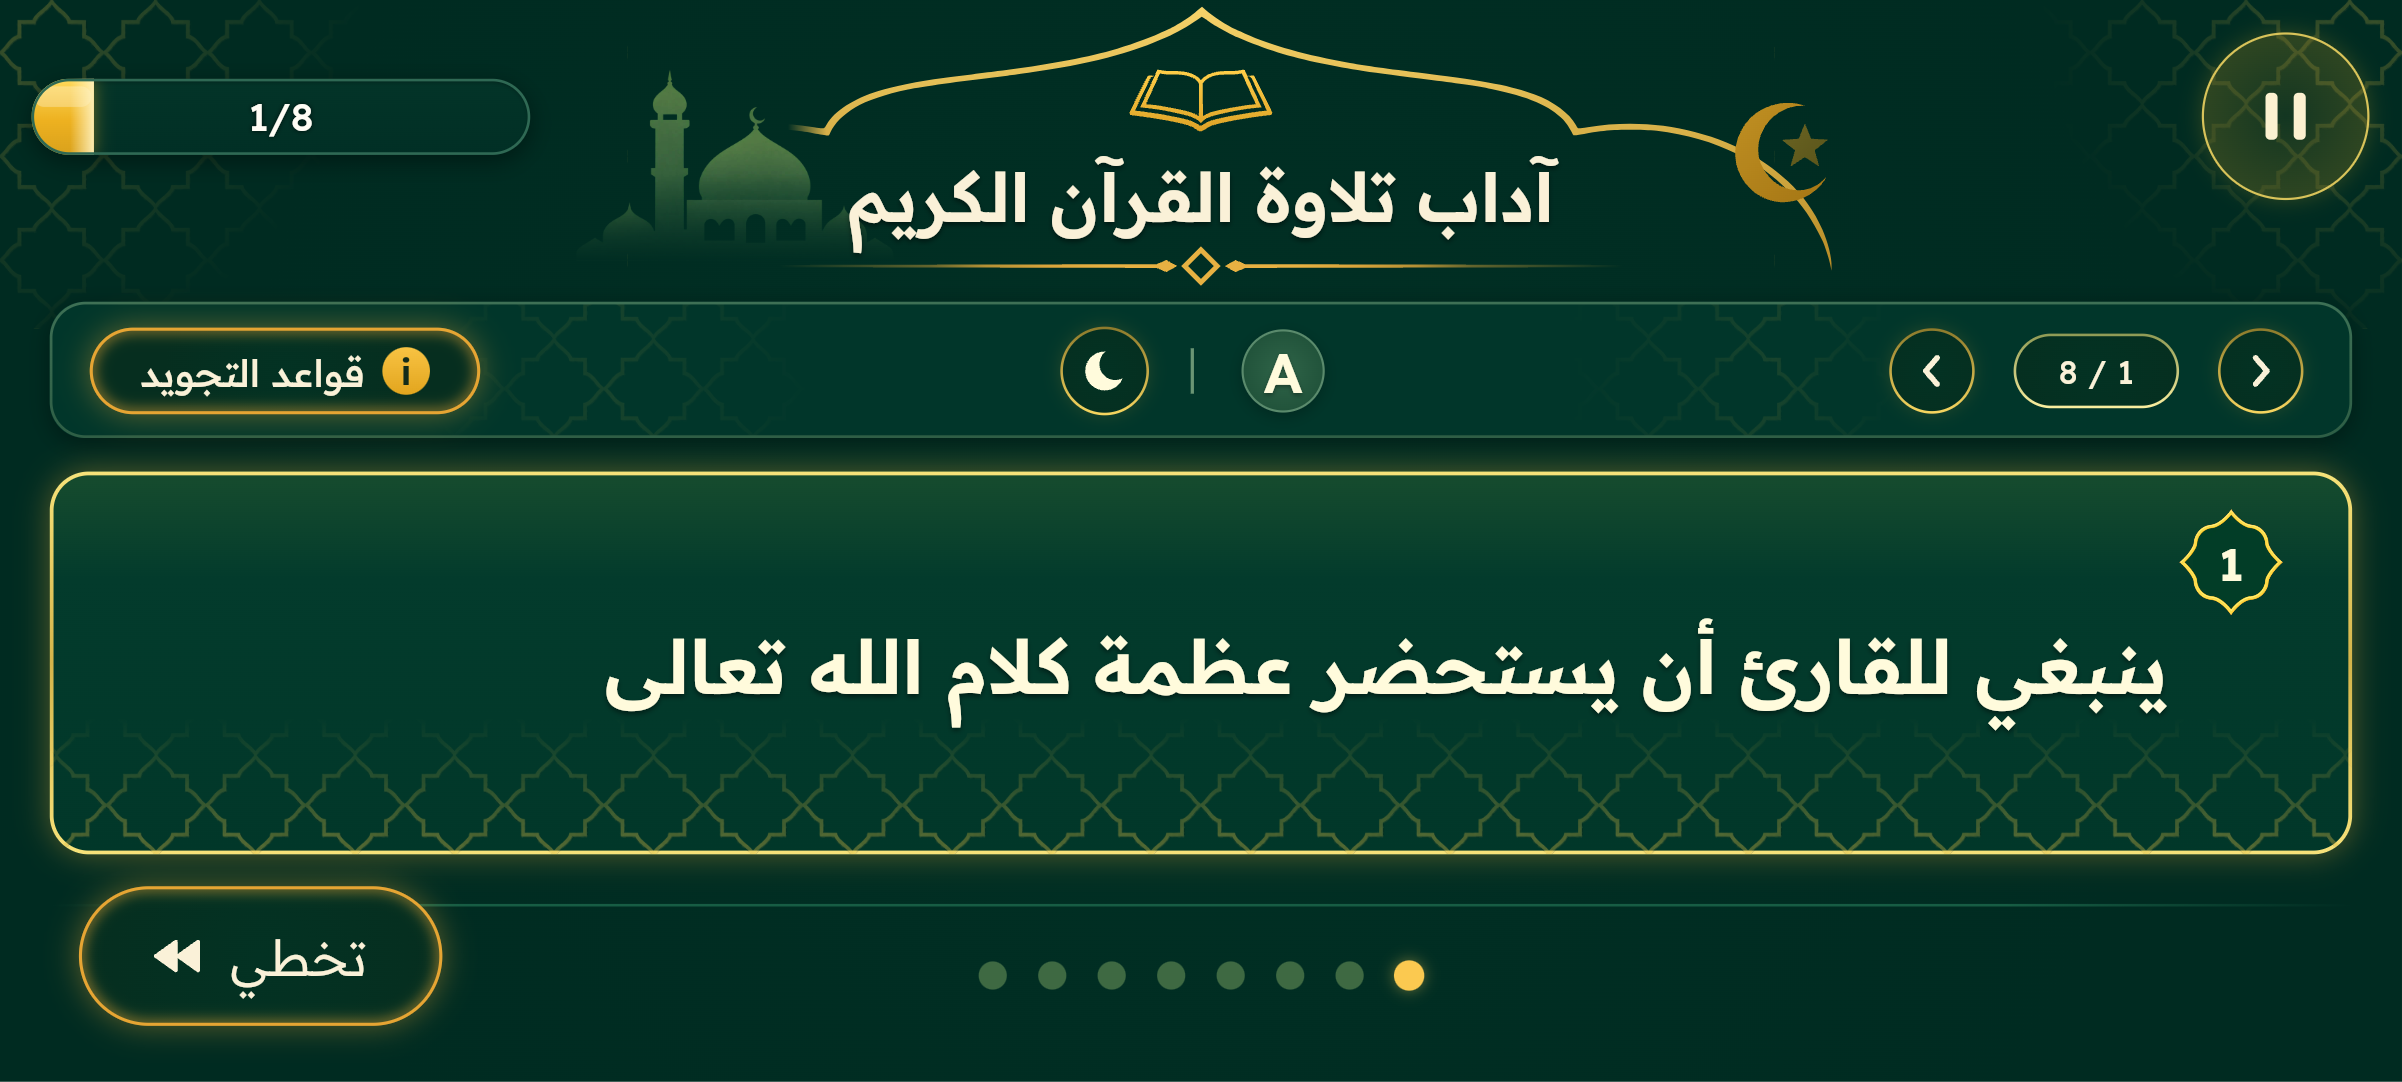 1/8
آداب تلاوة القرآن الكريم
8 / 1
A
قواعد التجويد
i
1
ينبغي للقارئ أن يستحضر عظمة كلام الله تعالى
تخطي